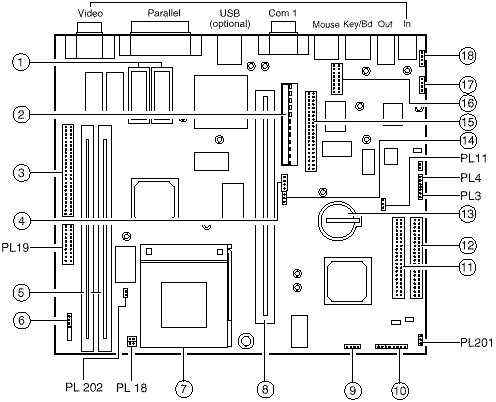 Video Parallel USB (optional) Com 1 Mouse Key/Bd Out In
1
18
17
2
16
15
14
PL11
3
PL4
PL3
4
13
PL19
12
11
5
6
PL201
PL 202 PL 18 7 8 9 10